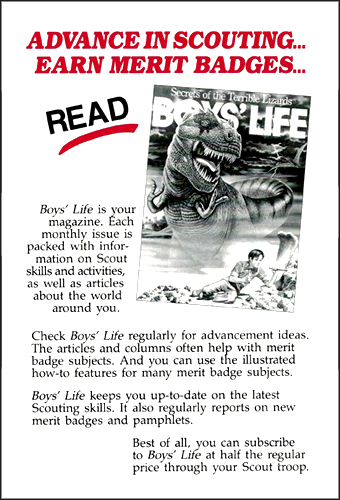 ADVANCE IN SCOUTING...
EARN MERIT BADGES...
READ
Secrets of the Terrible Lizards
BOYS' LIFE
Boys' Life is your
magazine. Each
monthly issue is
packed with infor-
mation on Scout
skills and activities,
as well as articles
about the world
around you.
Check Boys' Life regularly for advancement ideas.
The articles and columns often help with merit
badge subjects. And you can use the illustrated
how-to features for many merit badge subjects.
Boys' Life keeps you up-to-date on the latest
Scouting skills. It also regularly reports on new
merit badges and pamphlets.
Best of all, you can subscribe
to Boys' Life at half the regular
price through your Scout troop.